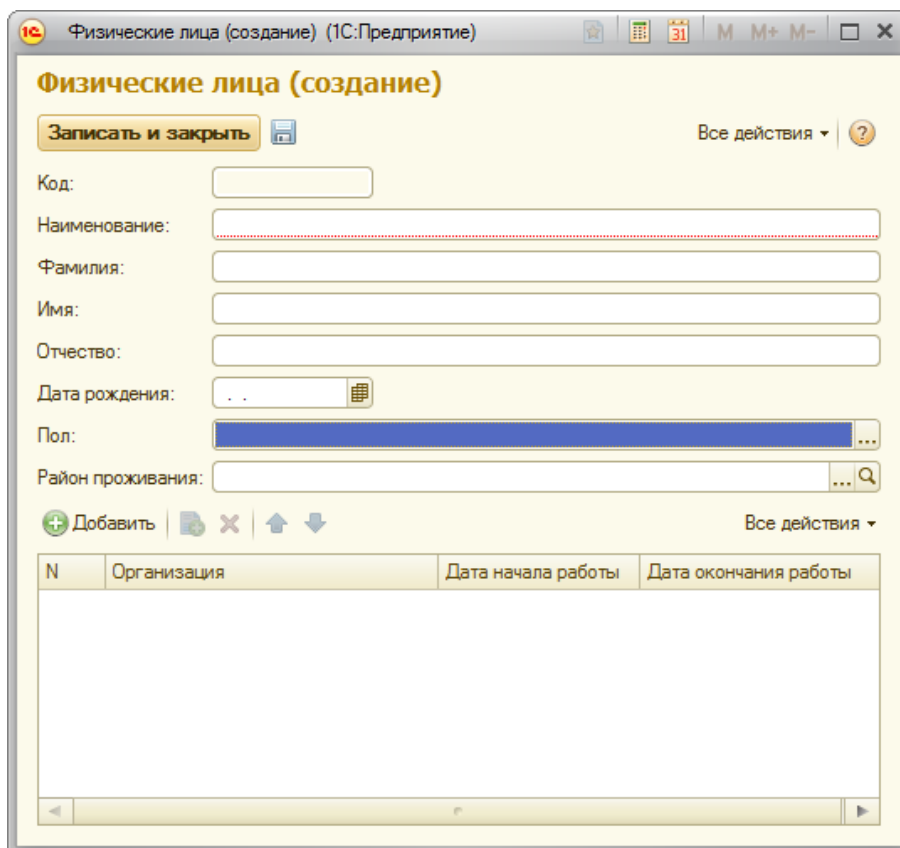 Физические лица (создание) (1С:Предприятие) 31 M M+ M-
Физические лица (создание)
Записать и закрыть Все действия ?
Код:
Наименование:
Фамилия:
Имя:
Отчество:
Дата рождения: . .
Пол: ...
Район проживания: ...
Добавить Все действия
N Организация Дата начала работы Дата окончания работы